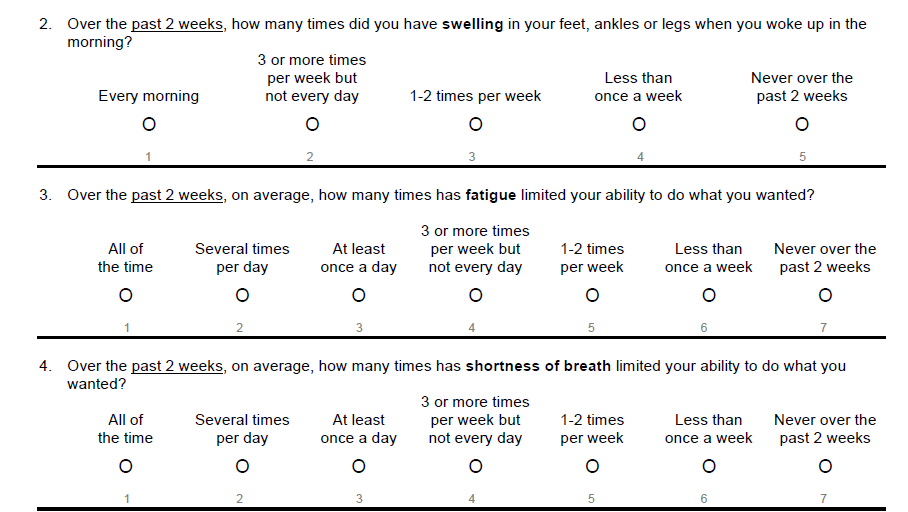 2. Over the past 2 weeks, how many times did you have swelling in your feet, ankles or legs when you woke up in the
morning?
Every morning
3 or more times
per week but
not every day
1-2 times per week
Less than
once a week
Never over the
past 2 weeks
O O O O O
1 2 3 4 5
3. Over the past 2 weeks, on average, how many times has fatigue limited your ability to do what you wanted?
All of
the time
Several times
per day
At least
once a day
3 or more times
per week but
not every day
1-2 times
per week
Less than
once a week
Never over the
past 2 weeks
O O O O O O O
1 2 3 4 5 6 7
4. Over the past 2 weeks, on average, how many times has shortness of breath limited your ability to do what you
wanted?
All of
the time
Several times
per day
At least
once a day
3 or more times
per week but
not every day
1-2 times
per week
Less than
once a week
Never over the
past 2 weeks
O O O O O O O
1 2 3 4 5 6 7